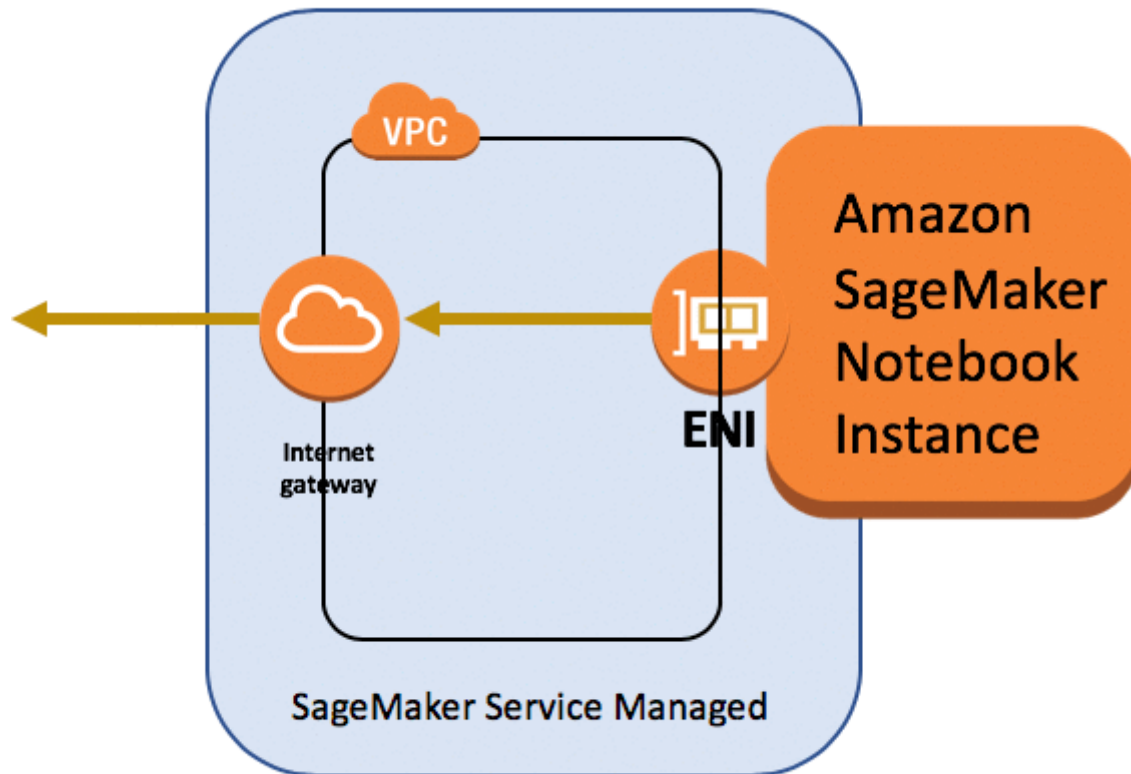 VPC
Amazon
SageMaker
Notebook
Instance
ENI
Internet
gateway
SageMaker Service Managed